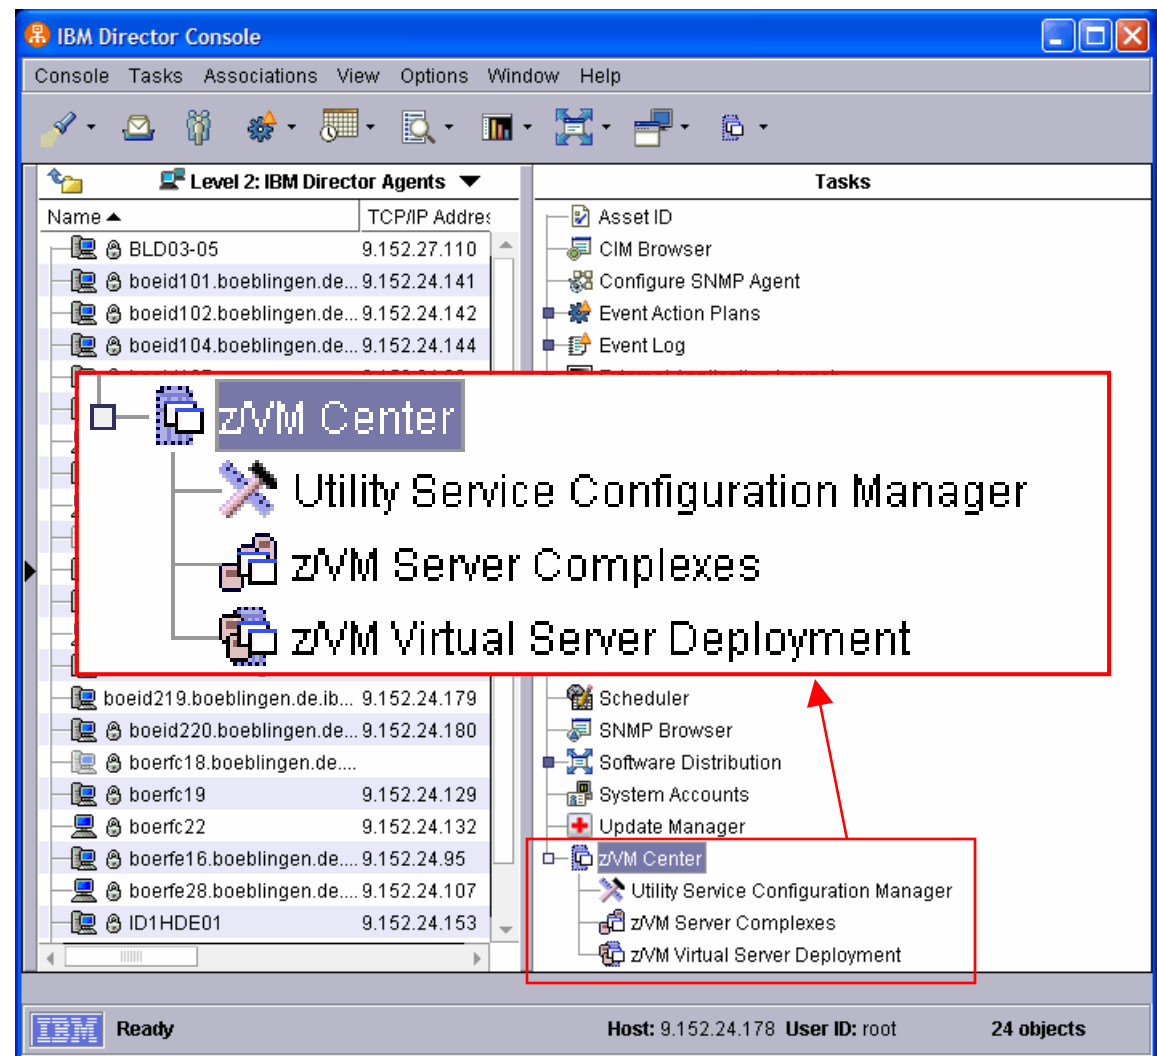 IBM Director Console
Console Tasks Associations View Options Window Help
Level 2: IBM Director Agents
Tasks
Name TCP/IP Addres
BLD03-05 9.152.27.110
boeid101.boeblingen.de... 9.152.24.141
boeid102.boeblingen.de... 9.152.24.142
boeid104.boeblingen.de... 9.152.24.144
Asset ID
CIM Browser
Configure SNMP Agent
Event Action Plans
Event Log
z/VM Center
Utility Service Configuration Manager
z/VM Server Complexes
z/VM Virtual Server Deployment
boeid219.boeblingen.de.ib... 9.152.24.179
boeid220.boeblingen.de... 9.152.24.180
boerfc18.boeblingen.de....
boerfc19 9.152.24.129
boerfc22 9.152.24.132
boerfe16.boeblingen.de.... 9.152.24.95
boerfe28.boeblingen.de.... 9.152.24.107
ID1HDE01 9.152.24.153
Scheduler
SNMP Browser
Software Distribution
System Accounts
Update Manager
z/VM Center
Utility Service Configuration Manager
z/VM Server Complexes
z/VM Virtual Server Deployment
IBM Ready Host: 9.152.24.178 User ID: root 24 objects